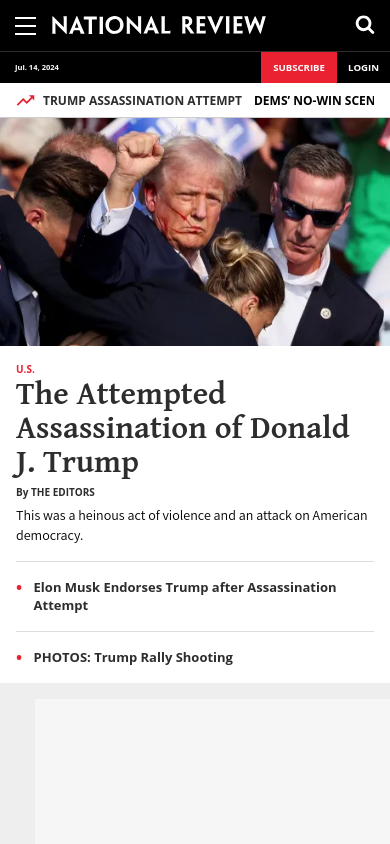 NATIONAL REVIEW
Jul. 14, 2024
SUBSCRIBE
LOGIN
TRUMP ASSASSINATION ATTEMPT
DEMS' NO-WIN SCEN
U.S.
The Attempted
Assassination of Donald
J. Trump
By THE EDITORS
This was a heinous act of violence and an attack on American
democracy.
• Elon Musk Endorses Trump after Assassination
Attempt
• PHOTOS: Trump Rally Shooting